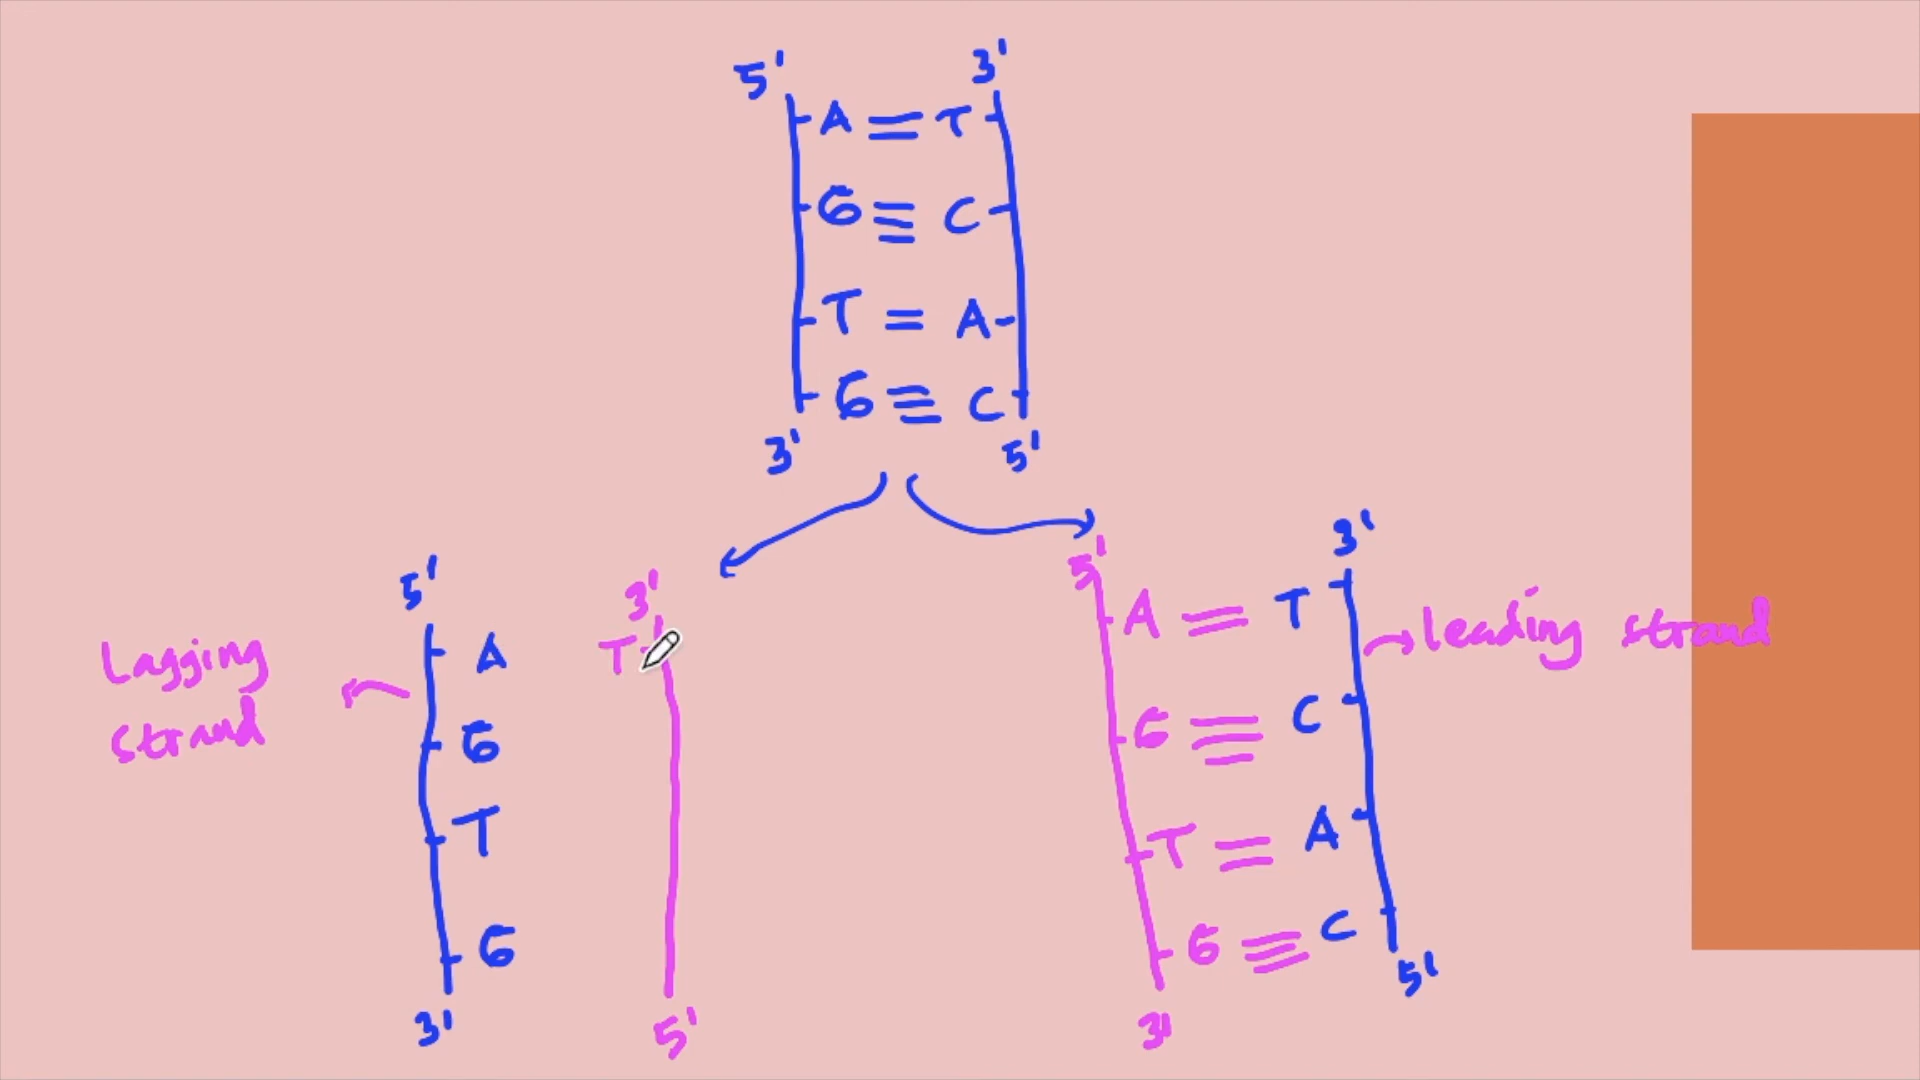 5' 3'
A = T
G ≡ C
T = A
G ≡ C
3' 5'
5' 3'
A T
G
T
G
3' 5'
Lagging
strand
5' 3'
A = T
G ≡ C
T = A
G ≡ C
3' 5'
leading strand